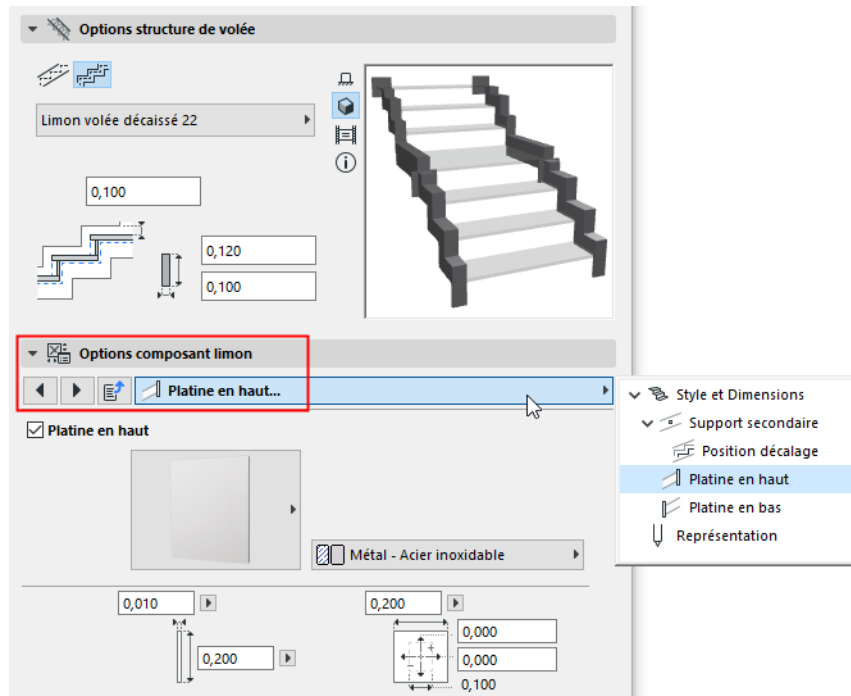 Options structure de volée
Limon volée décaissé 22
0,100
0,120
0,100
Options composant limon
Platine en haut...
Style et Dimensions
Support secondaire
Position décalage
Platine en haut
Platine en bas
Représentation
Platine en haut
Métal - Acier inoxidable
0,010
0,200
0,200
0,000
0,000
0,100